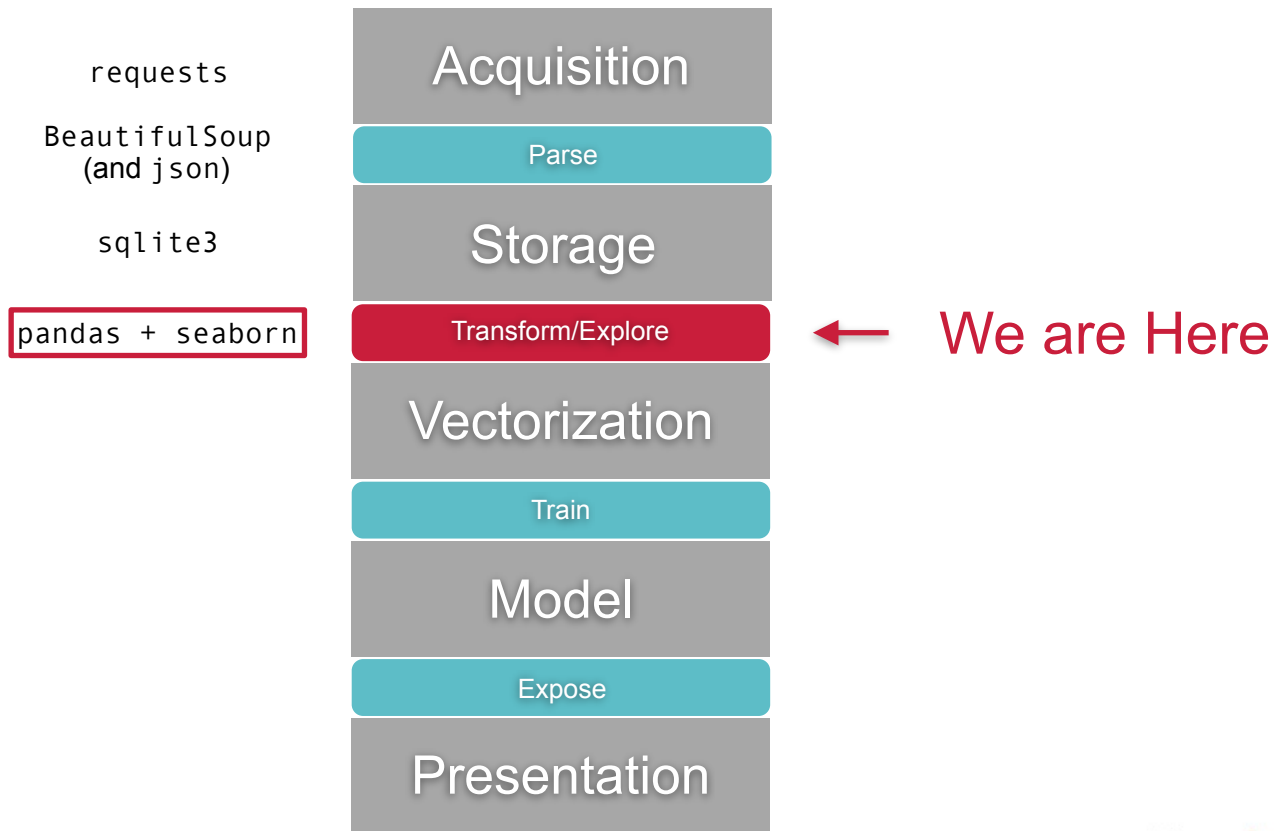 requests
Acquisition
BeautifulSoup
(and json)
Parse
sqlite3
Storage
pandas + seaborn
Transform/Explore
We are Here
Vectorization
Train
Model
Expose
Presentation